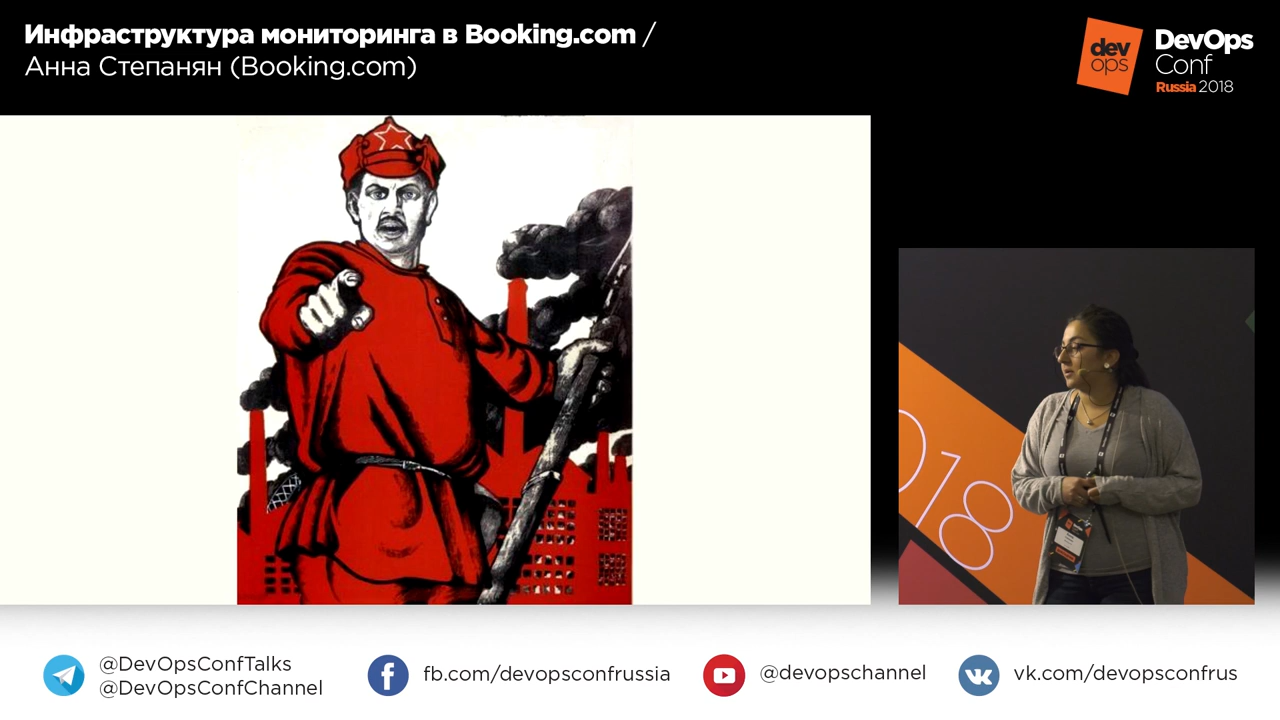 Инфраструктура мониторинга в Booking.com /
Анна Степанян (Booking.com)
dev
ops
DevOps
Conf
Russia 2018
018
@DevOpsConfTalks
@DevOpsConfChannel
fb.com/devopsconfrussia
@devopschannel
vk.com/devopsconfrus